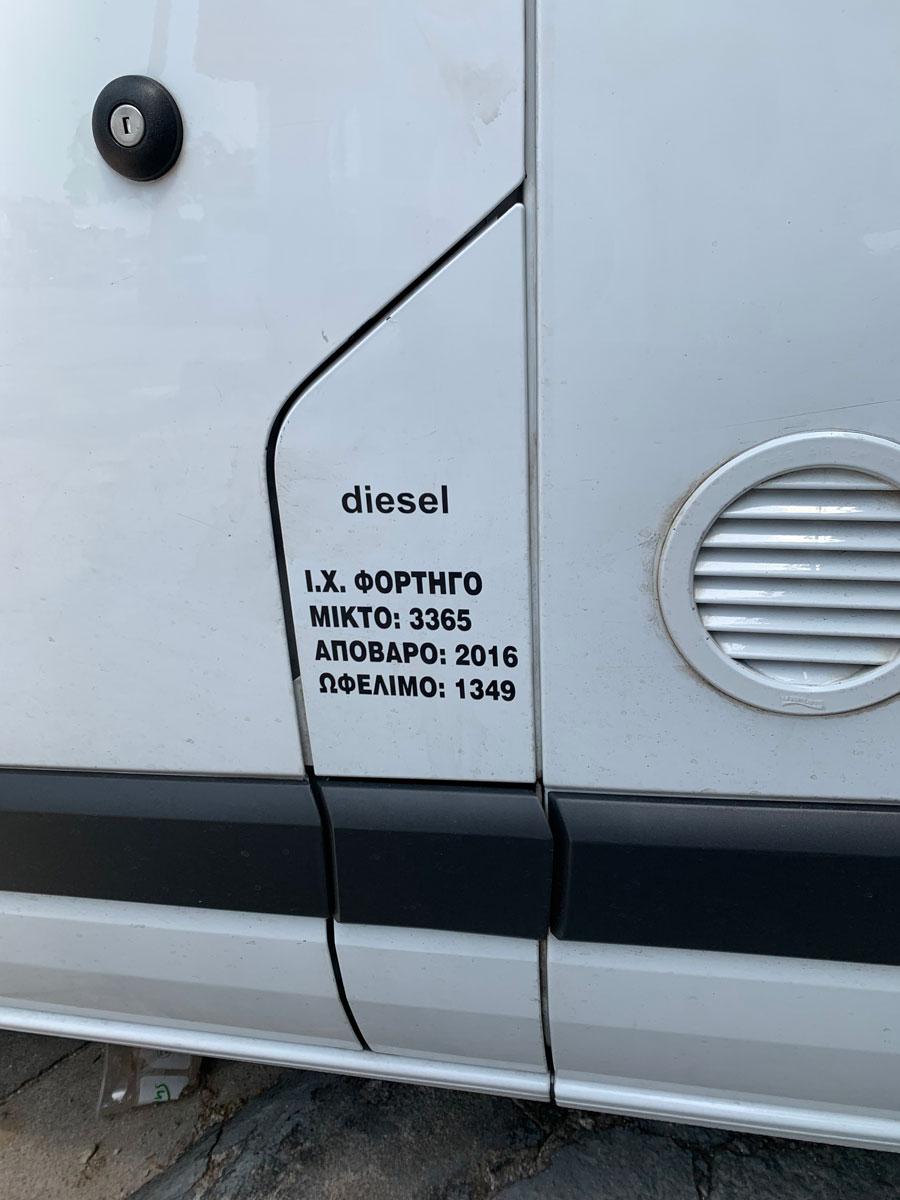 diesel
Ι.Χ. ΦΟΡΤΗΓΟ
ΜΙΚΤΟ: 3365
ΑΠΟΒΑΡΟ: 2016
ΩΦΕΛΙΜΟ: 1349